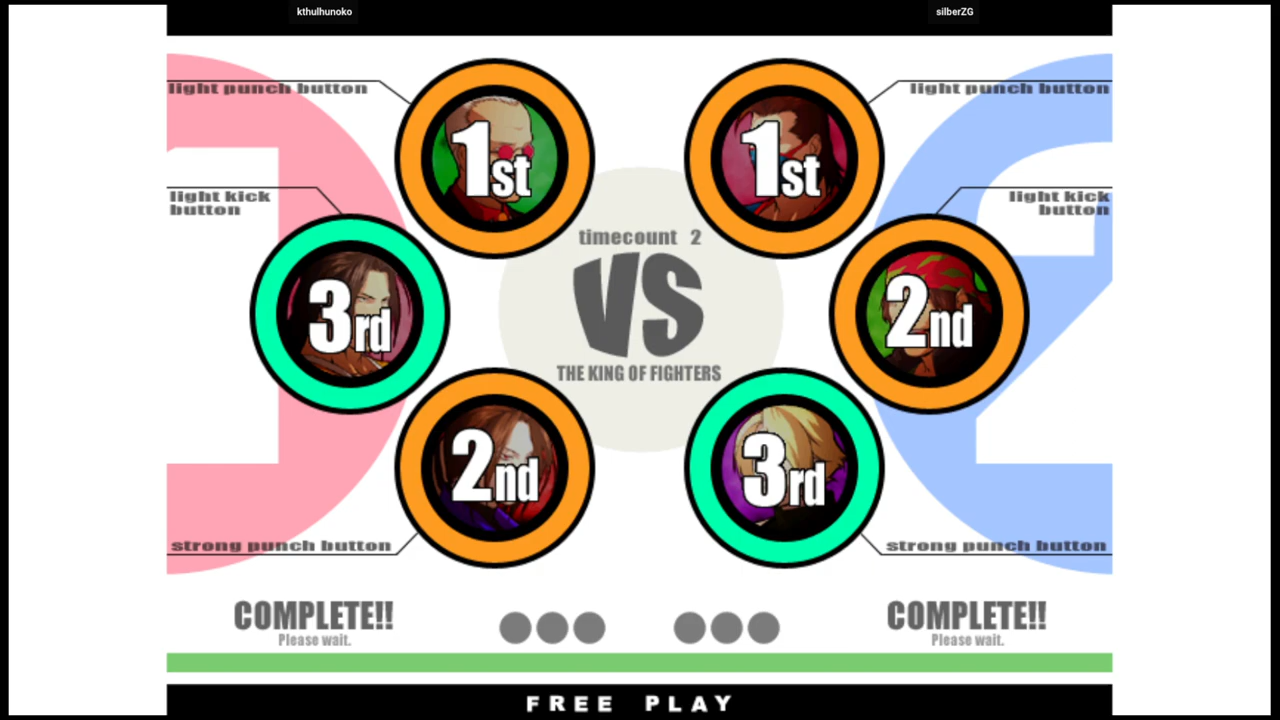 kthulhunoko
silberZG
light punch button
light punch button
1st
1st
light kick
button
light kick
button
timecount 2
VS
THE KING OF FIGHTERS
3rd
2nd
2nd
3rd
strong punch button
strong punch button
COMPLETE!!
Please wait.
COMPLETE!!
Please wait.
FREE PLAY